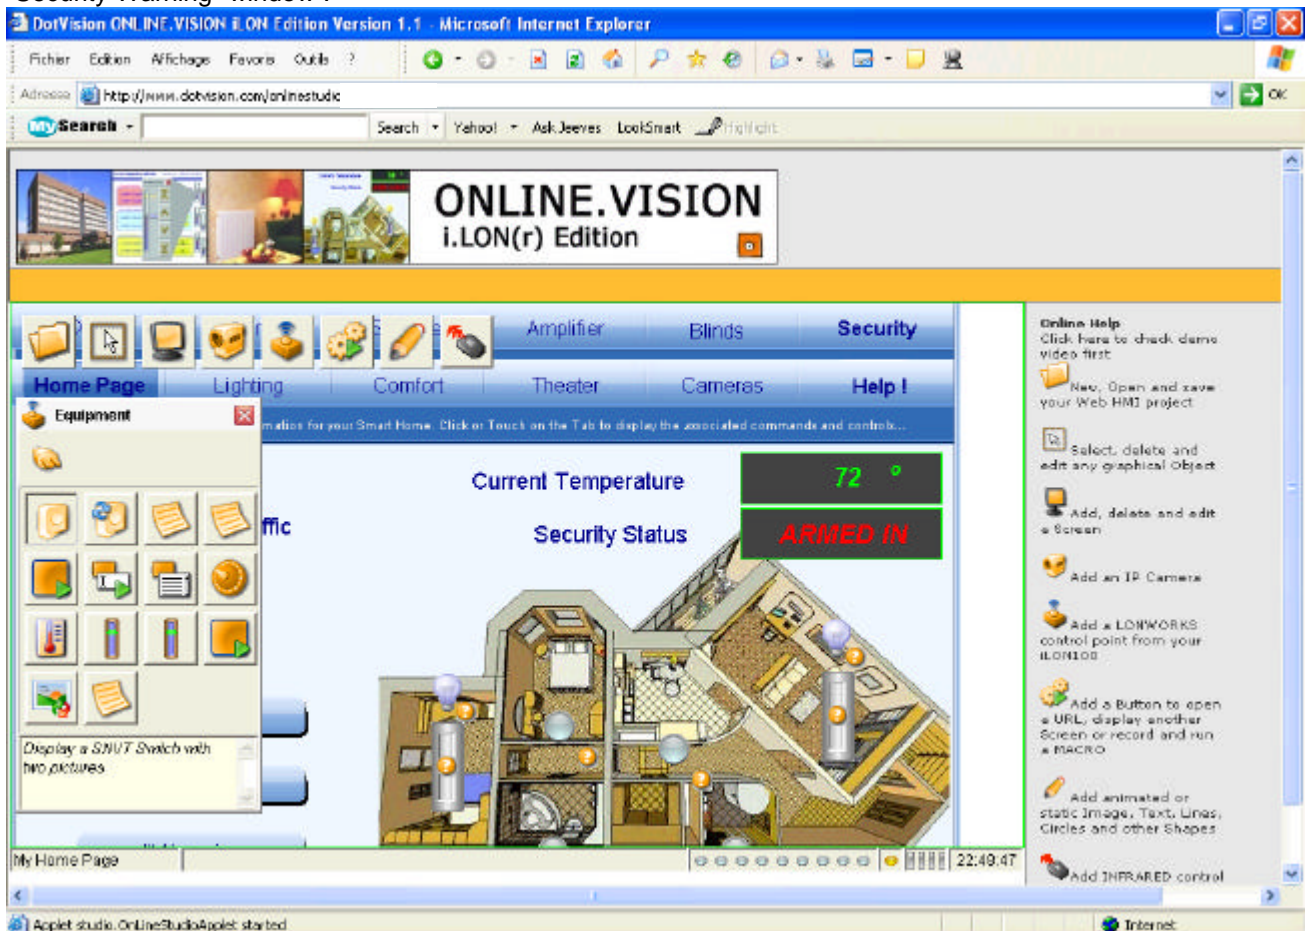 Security Warning" window".
DotVision ONLINE.VISION iLON Edition Version 1.1 - Microsoft Internet Explorer
Fichier Edition Affichage Favoris Outils ?
Adresse http://www.dotvision.com/onlinestudio OK
MySearch Search Yahoo! Ask Jeeves LookSmart Highlight
ONLINE.VISION
i.LON(r) Edition
Amplifier Blinds Security
Home Page Lighting Comfort Theater Cameras Help !
Equipment
mation for your Smart Home. Click or Touch on the Tab to display the associated commands and controls...
Current Temperature 72 °
ffic
Security Status ARMED IN
Display a SNVT Switch with
two pictures
My Home Page 22:49:47
Online Help
Click here to check demo
video first
New, Open and save
your Web HMI project
Select, delete and
edit any graphical Object
Add, delete and edit
a Screen
Add an IP Camera
Add a LONWORKS
control point from your
iLON100
Add a Button to open
a URL, display another
Screen or record and run
a MACRO
Add animated or
static Image, Text, Lines,
Circles and other Shapes
Add INFRARED control
Applet studio.OnLineStudioApplet started Internet